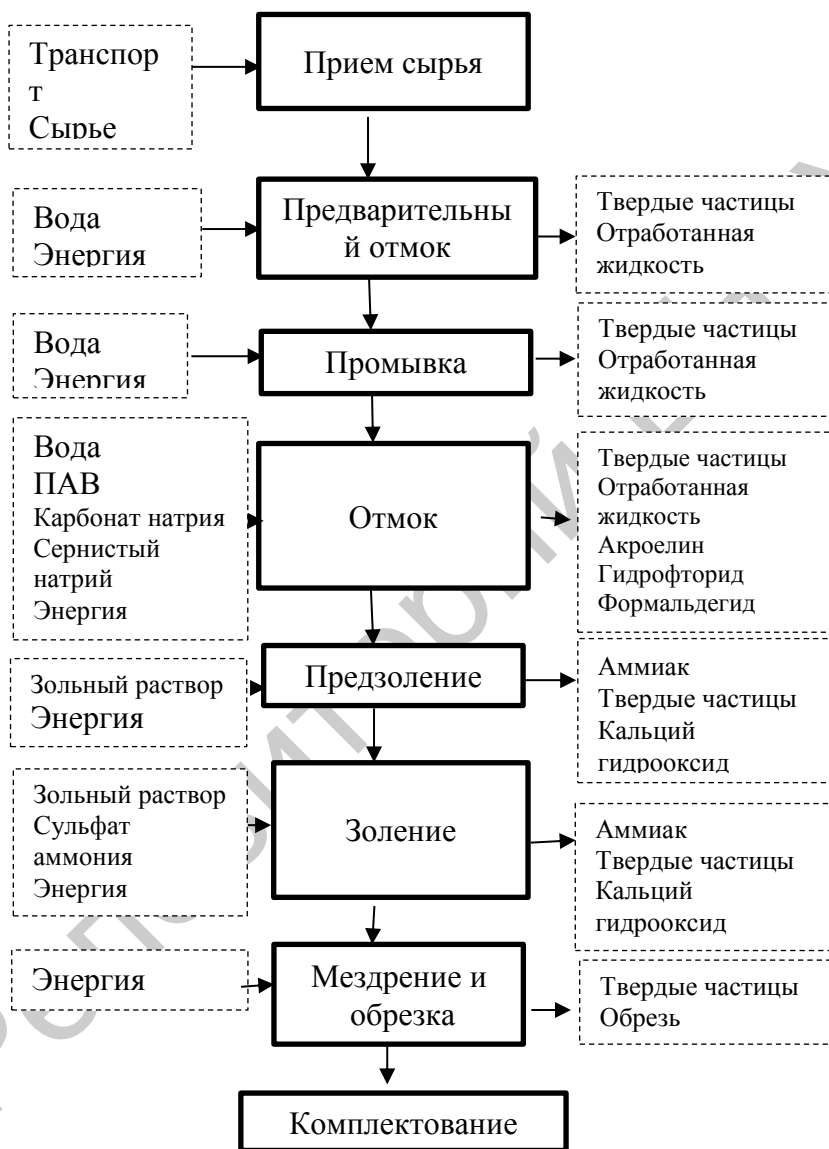 Транспор
т
Сырье
Прием сырья
Вода
Энергия
Предварительны
й отмок
Твердые частицы
Отработанная
жидкость
Вода
Энергия
Промывка
Твердые частицы
Отработанная
жидкость
Вода
ПАВ
Карбонат натрия
Сернистый
натрий
Энергия
Отмок
Твердые частицы
Отработанная
жидкость
Акроелин
Гидрофторид
Формальдегид
Зольный раствор
Энергия
Предзоление
Аммиак
Твердые частицы
Кальций
гидрооксид
Зольный раствор
Сульфат
аммония
Энергия
Золение
Аммиак
Твердые частицы
Кальций
гидрооксид
Энергия
Мездрение и
обрезка
Твердые частицы
Обрезь
Комплектование